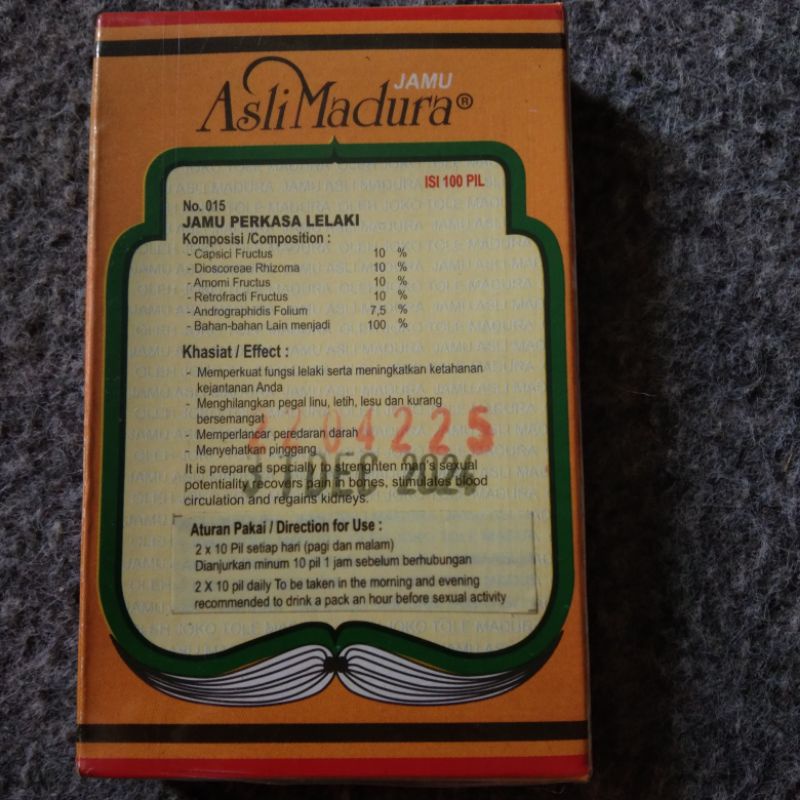 JAMU
Asli Madura®
ISI 100 PIL
No. 015
JAMU PERKASA LELAKI
Komposisi /Composition :
- Capsici Fructus 10 %
- Dioscoreae Rhizoma 10 %
- Amomi Fructus 10 %
- Retrofracti Fructus 10 %
- Andrographidis Folium 7,5 %
- Bahan-bahan Lain menjadi 100 %
Khasiat / Effect :
- Memperkuat fungsi lelaki serta meningkatkan ketahanan
kejantanan Anda
- Menghilangkan pegal linu, letih, lesu dan kurang
bersemangat
- Memperlancar peredaran darah
- Menyehatkan pinggang
It is prepared specially to strenghten man's sexual
potentiality recovers pain in bones, stimulates blood
circulation and regains kidneys.
04225
31 DEC 2024
Aturan Pakai / Direction for Use :
2 x 10 Pil setiap hari (pagi dan malam)
Dianjurkan minum 10 pil 1 jam sebelum berhubungan
2 X 10 pil daily To be taken in the morning and evening
recommended to drink a pack an hour before sexual activity